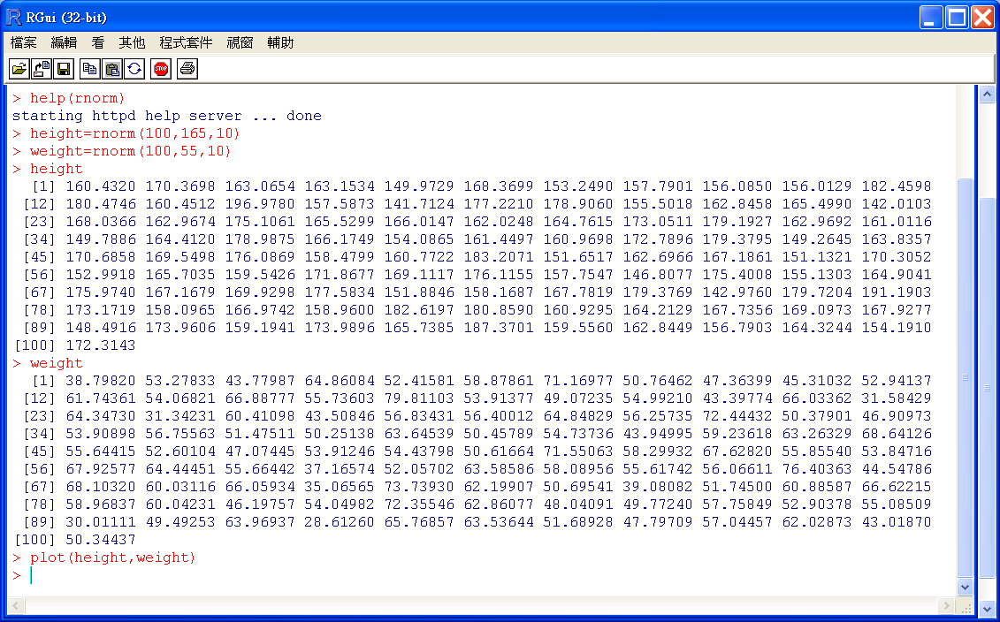 RGui (32-bit)
檔案 編輯 看 其他 程式套件 視窗 輔助
STOP
> help(rnorm)
starting httpd help server ... done
> height=rnorm(100,165,10)
> weight=rnorm(100,55,10)
> height
  [1] 160.4320 170.3698 163.0654 163.1534 149.9729 168.3699 153.2490 157.7901 156.0850 156.0129 182.4598
 [12] 180.4746 160.4512 196.9780 157.5873 141.7124 177.2210 178.9060 155.5018 162.8458 165.4990 142.0103
 [23] 168.0366 162.9674 175.1061 165.5299 166.0147 162.0248 164.7615 173.0511 179.1927 162.9692 161.0116
 [34] 149.7886 164.4120 178.9875 166.1749 154.0865 161.4497 160.9698 172.7896 179.3795 149.2645 163.8357
 [45] 170.6858 169.5498 176.0869 158.4799 160.7722 183.2071 151.6517 162.6966 167.1861 151.1321 170.3052
 [56] 152.9918 165.7035 159.5426 171.8677 169.1117 176.1155 157.7547 146.8077 175.4008 155.1303 164.9041
 [67] 175.9740 167.1679 169.9298 177.5834 151.8846 158.1687 167.7819 179.3769 142.9760 179.7204 191.1903
 [78] 173.1719 158.0965 166.9742 158.9600 182.6197 180.8590 160.9295 164.2129 167.7356 169.0973 167.9277
 [89] 148.4916 173.9606 159.1941 173.9896 165.7385 187.3701 159.5560 162.8449 156.7903 164.3244 154.1910
[100] 172.3143
> weight
  [1] 38.79820 53.27833 43.77987 64.86084 52.41581 58.87861 71.16977 50.76462 47.36399 45.31032 52.94137
 [12] 61.74361 54.06821 66.88777 55.73603 79.81103 53.91377 49.07235 54.99210 43.39774 66.03362 31.58429
 [23] 64.34730 31.34231 60.41098 43.50846 56.83431 56.40012 64.84829 56.25735 72.44432 50.37901 46.90973
 [34] 53.90898 56.75563 51.47511 50.25138 63.64539 50.45789 54.73736 43.94995 59.23618 63.26329 68.64126
 [45] 55.64415 52.60104 47.07445 53.91246 54.43798 50.61664 71.55063 58.29932 67.62820 55.85540 53.84716
 [56] 67.92577 64.44451 55.66442 37.16574 52.05702 63.58586 58.08956 55.61742 56.06611 76.40363 44.54786
 [67] 68.10320 60.03116 66.05934 35.06565 73.73930 62.19907 50.69541 39.08082 51.74500 60.88587 66.62215
 [78] 58.96837 60.04231 46.19757 54.04982 72.35546 62.86077 48.04091 49.77240 57.75849 52.90378 55.08509
 [89] 30.01111 49.49253 63.96937 28.61260 65.76857 63.53644 51.68928 47.79709 57.04457 62.02873 43.01870
[100] 50.34437
> plot(height,weight)
>